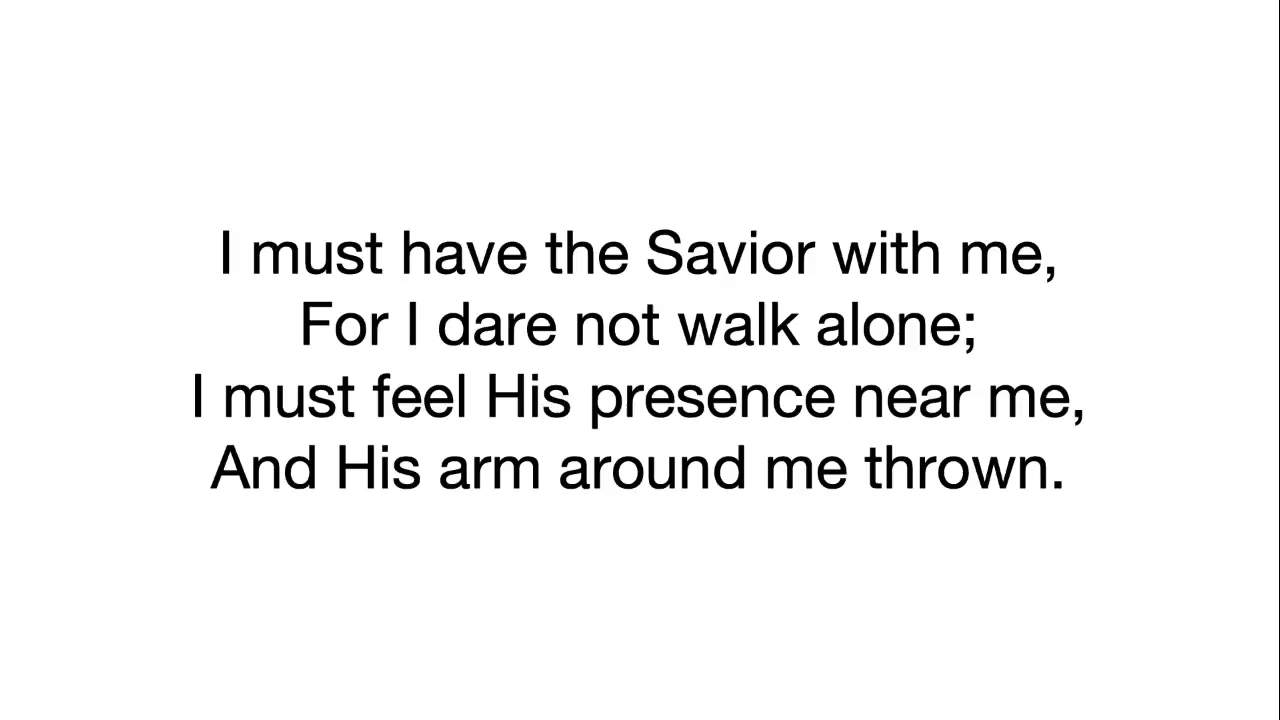 I must have the Savior with me,
For I dare not walk alone;
I must feel His presence near me,
And His arm around me thrown.